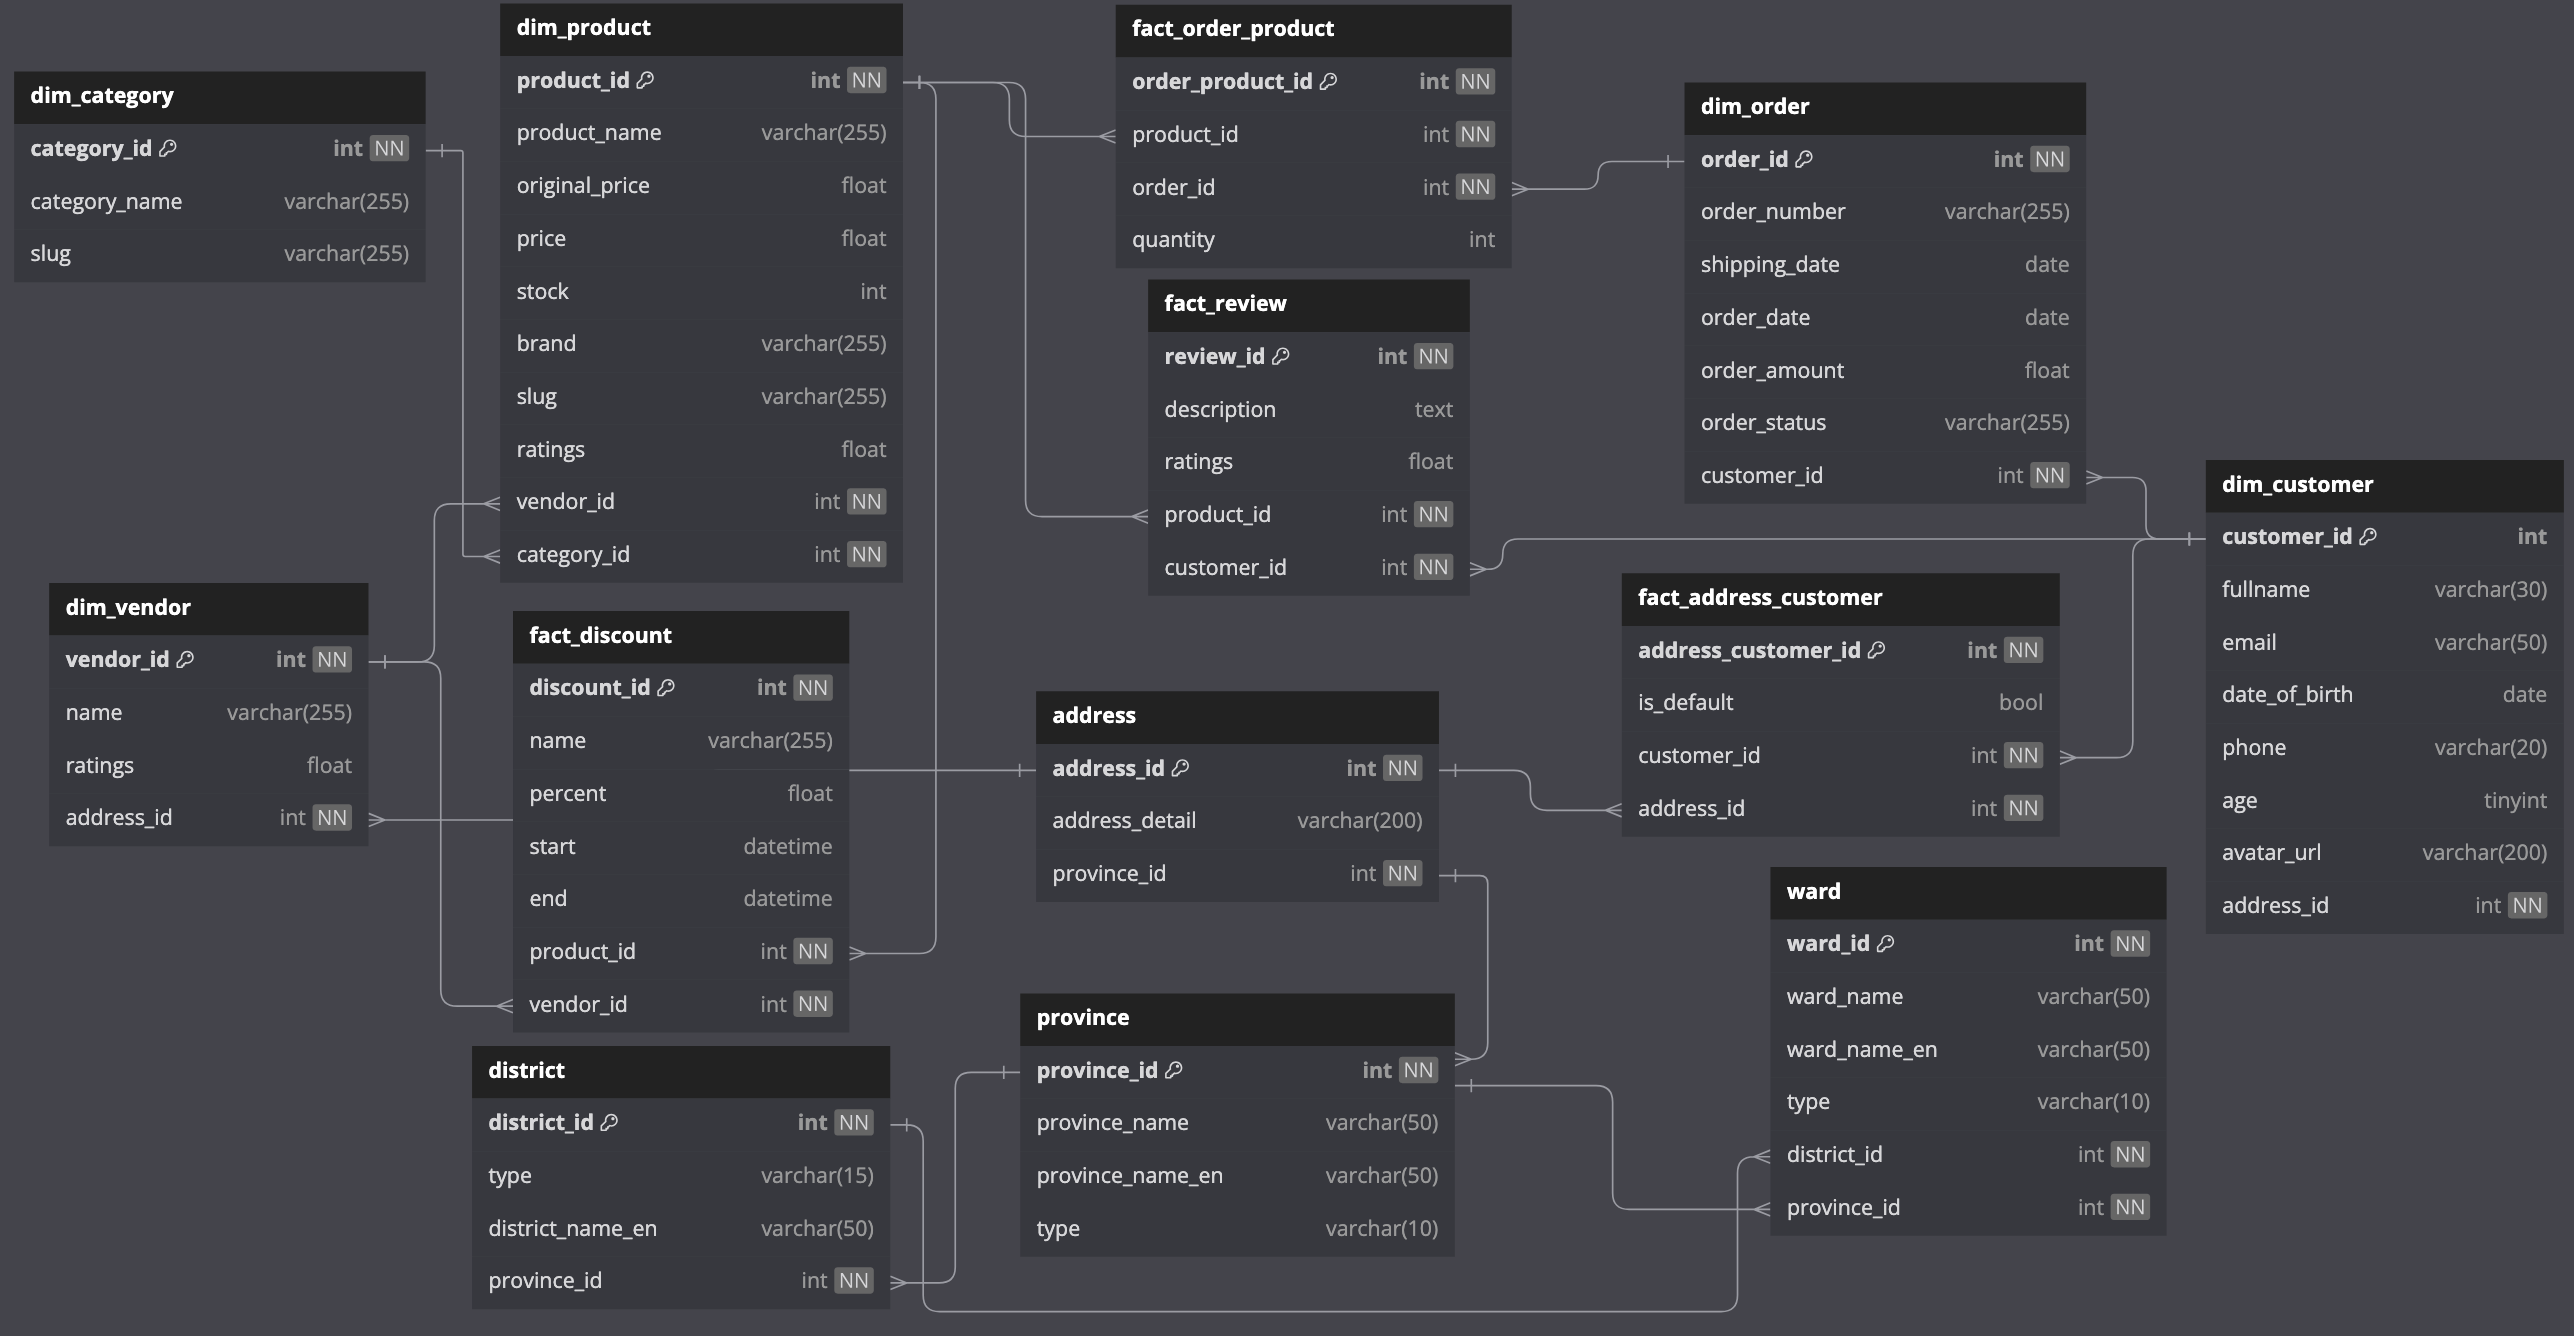 dim_category
category_id int NN
category_name varchar(255)
slug varchar(255)
dim_product
product_id int NN
product_name varchar(255)
original_price float
price float
stock int
brand varchar(255)
slug varchar(255)
ratings float
vendor_id int NN
category_id int NN
fact_order_product
order_product_id int NN
product_id int NN
order_id int NN
quantity int
dim_order
order_id int NN
order_number varchar(255)
shipping_date date
order_date date
order_amount float
order_status varchar(255)
customer_id int NN
fact_review
review_id int NN
description text
ratings float
product_id int NN
customer_id int NN
dim_customer
customer_id int
fullname varchar(30)
email varchar(50)
date_of_birth date
phone varchar(20)
age tinyint
avatar_url varchar(200)
address_id int NN
dim_vendor
vendor_id int NN
name varchar(255)
ratings float
address_id int NN
fact_discount
discount_id int NN
name varchar(255)
percent float
start datetime
end datetime
product_id int NN
vendor_id int NN
address
address_id int NN
address_detail varchar(200)
province_id int NN
fact_address_customer
address_customer_id int NN
is_default bool
customer_id int NN
address_id int NN
ward
ward_id int NN
ward_name varchar(50)
ward_name_en varchar(50)
type varchar(10)
district_id int NN
province_id int NN
district
district_id int NN
type varchar(15)
district_name_en varchar(50)
province_id int NN
province
province_id int NN
province_name varchar(50)
province_name_en varchar(50)
type varchar(10)